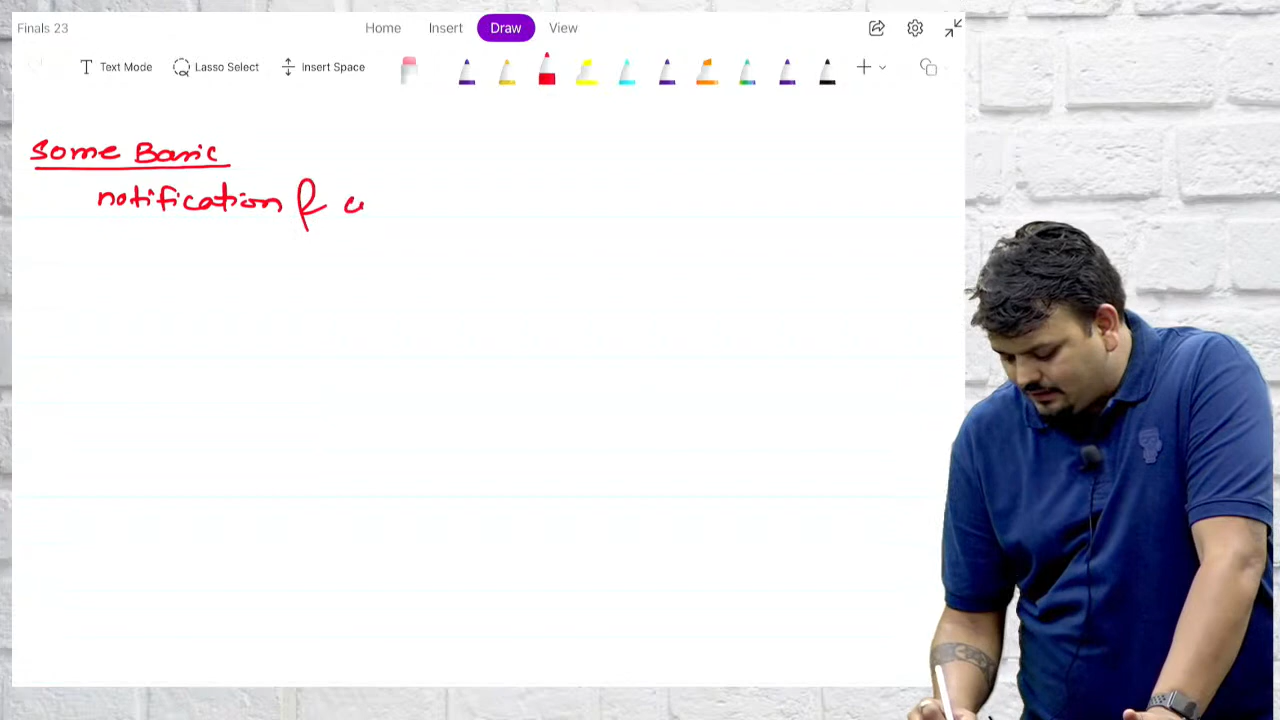 Finals 23
Home Insert Draw View
Text Mode Lasso Select Insert Space
Some Basic
notification &